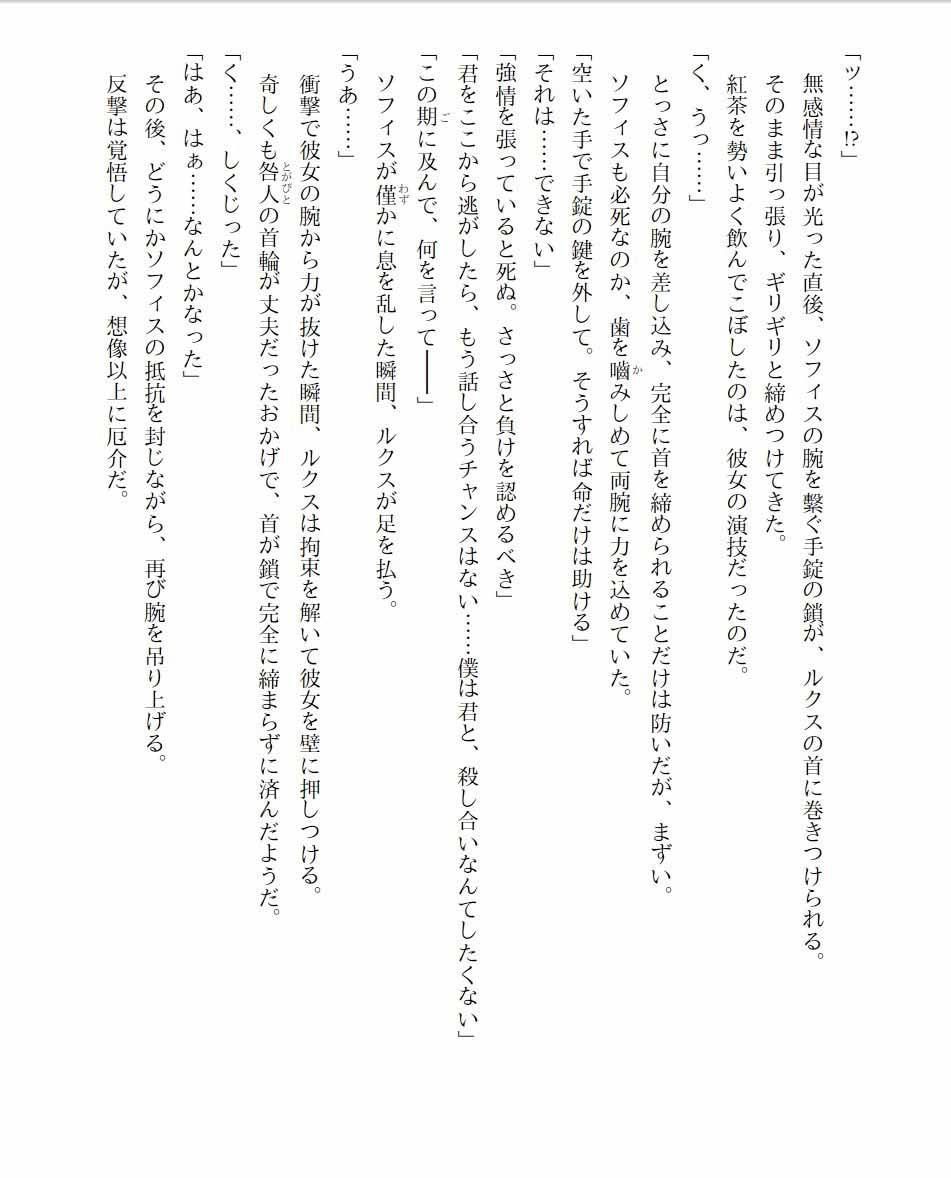 「ッ……!?」
無感情な目が光った直後、ソフィスの腕を繋ぐ手錠の鎖が、ルクスの首に巻きつけられる。
そのまま引っ張り、ギリギリと締めつけてきた。
紅茶を勢いよく飲んでこぼしたのは、彼女の演技だったのだ。
「く、うっ……」
とっさに自分の腕を差し込み、完全に首を締められることだけは防いだが、まずい。
ソフィスも必死なのか、歯を嚙みしめて両腕に力を込めていた。
「空いた手で手錠の鍵を外して。そうすれば命だけは助ける」
「それは……できない」
「強情を張っていると死ぬ。さっさと負けを認めるべき」
「君をここから逃がしたら、もう話し合うチャンスはない……僕は君と、殺し合いなんてしたくない」
「この期に及んで、何を言って――」
ソフィスが僅かに息を乱した瞬間、ルクスが足を払う。
「うあ……」
衝撃で彼女の腕から力が抜けた瞬間、ルクスは拘束を解いて彼女を壁に押しつける。
奇しくも咎人の首輪が丈夫だったおかげで、首が鎖で完全に締まらずに済んだようだ。
「く……、しくじった」
「はあ、はぁ……なんとかなった」
その後、どうにかソフィスの抵抗を封じながら、再び腕を吊り上げる。
反撃は覚悟していたが、想像以上に厄介だ。